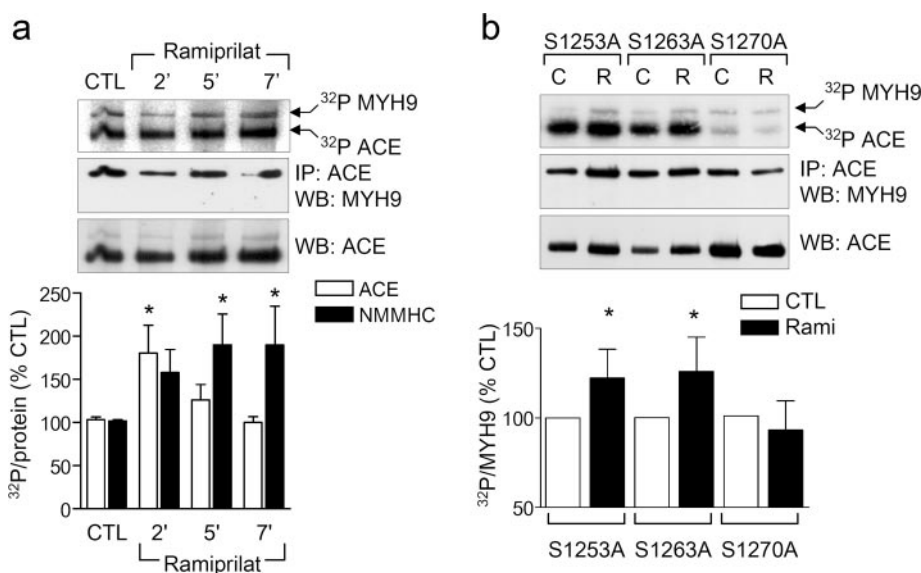 a
Ramiprilat
CTL 2' 5' 7'
³²P MYH9
³²P ACE
IP: ACE
WB: MYH9
WB: ACE
ACE
NMMHC
* * *
³²P/protein (% CTL)
250
200
150
100
50
0
CTL 2' 5' 7'
Ramiprilat
b
S1253A S1263A S1270A
C R C R C R
³²P MYH9
³²P ACE
IP: ACE
WB: MYH9
WB: ACE
CTL
Rami
* *
³²P/MYH9 (% CTL)
150
100
50
S1253A S1263A S1270A